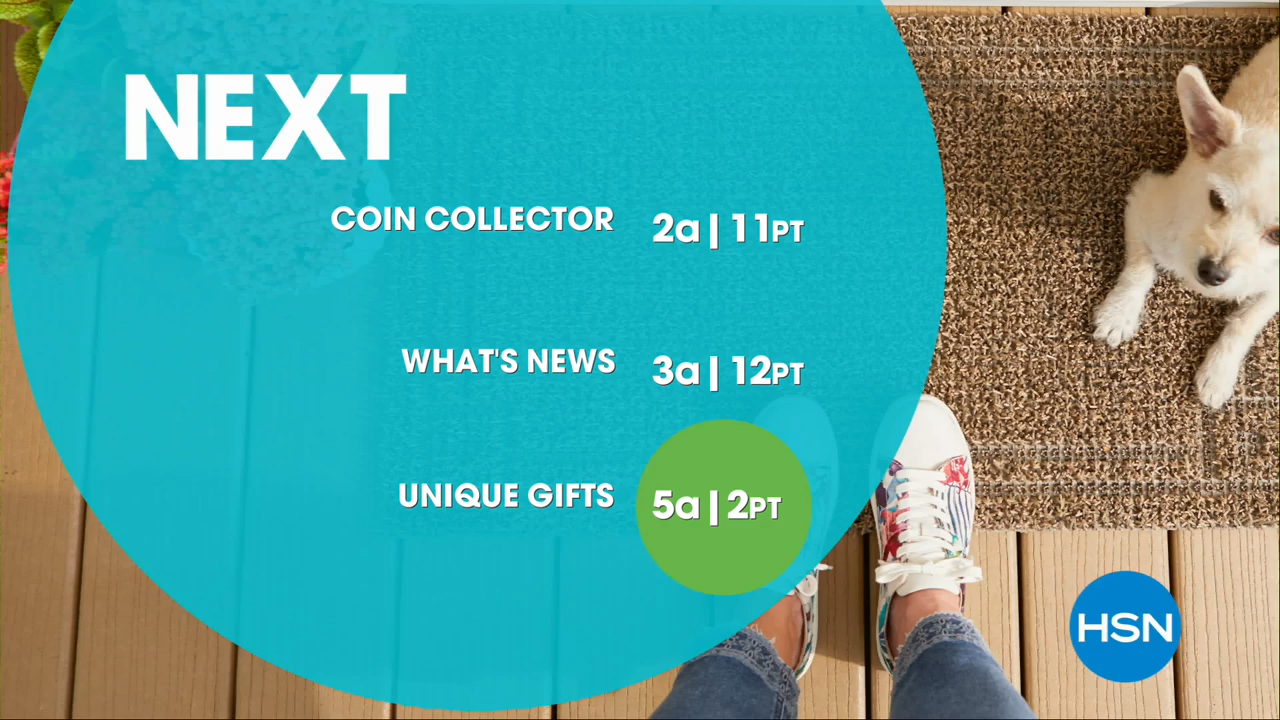 NEXT
COIN COLLECTOR 2a | 11PT
WHAT'S NEWS 3a | 12PT
UNIQUE GIFTS 5a | 2PT
HSN